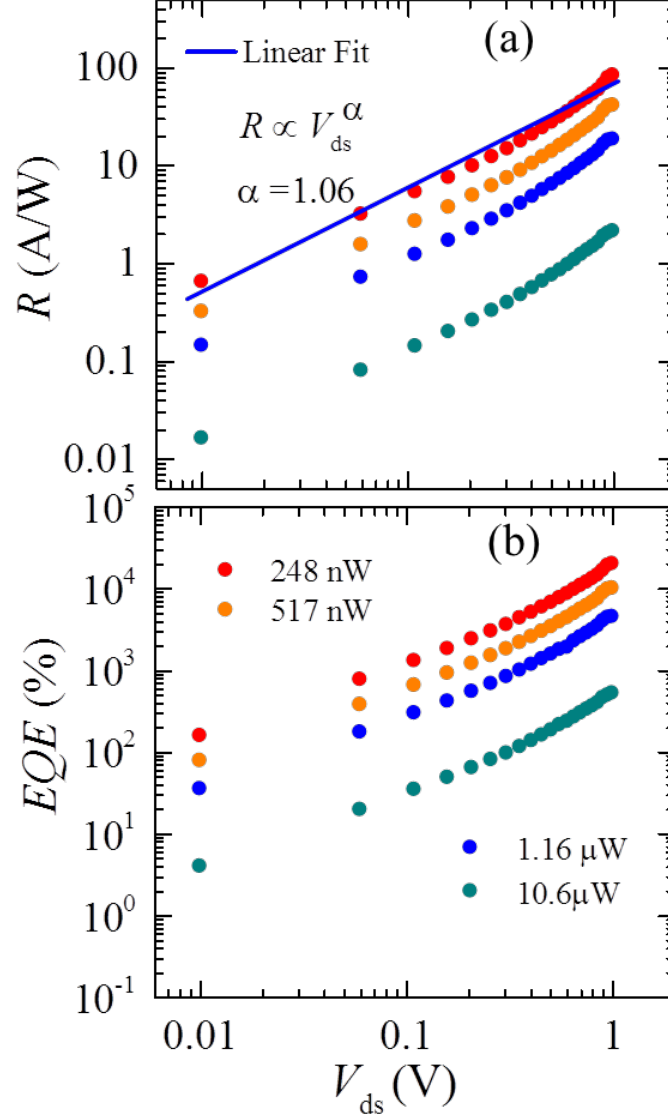 (a)
Linear Fit
R ∝ V_ds^α
α =1.06
100
10
1
0.1
0.01
R (A/W)
(b)
248 nW
517 nW
1.16 μW
10.6μW
10^5
10^4
10^3
10^2
10^1
10^0
10^-1
EQE (%)
0.01
0.1
1
V_ds (V)